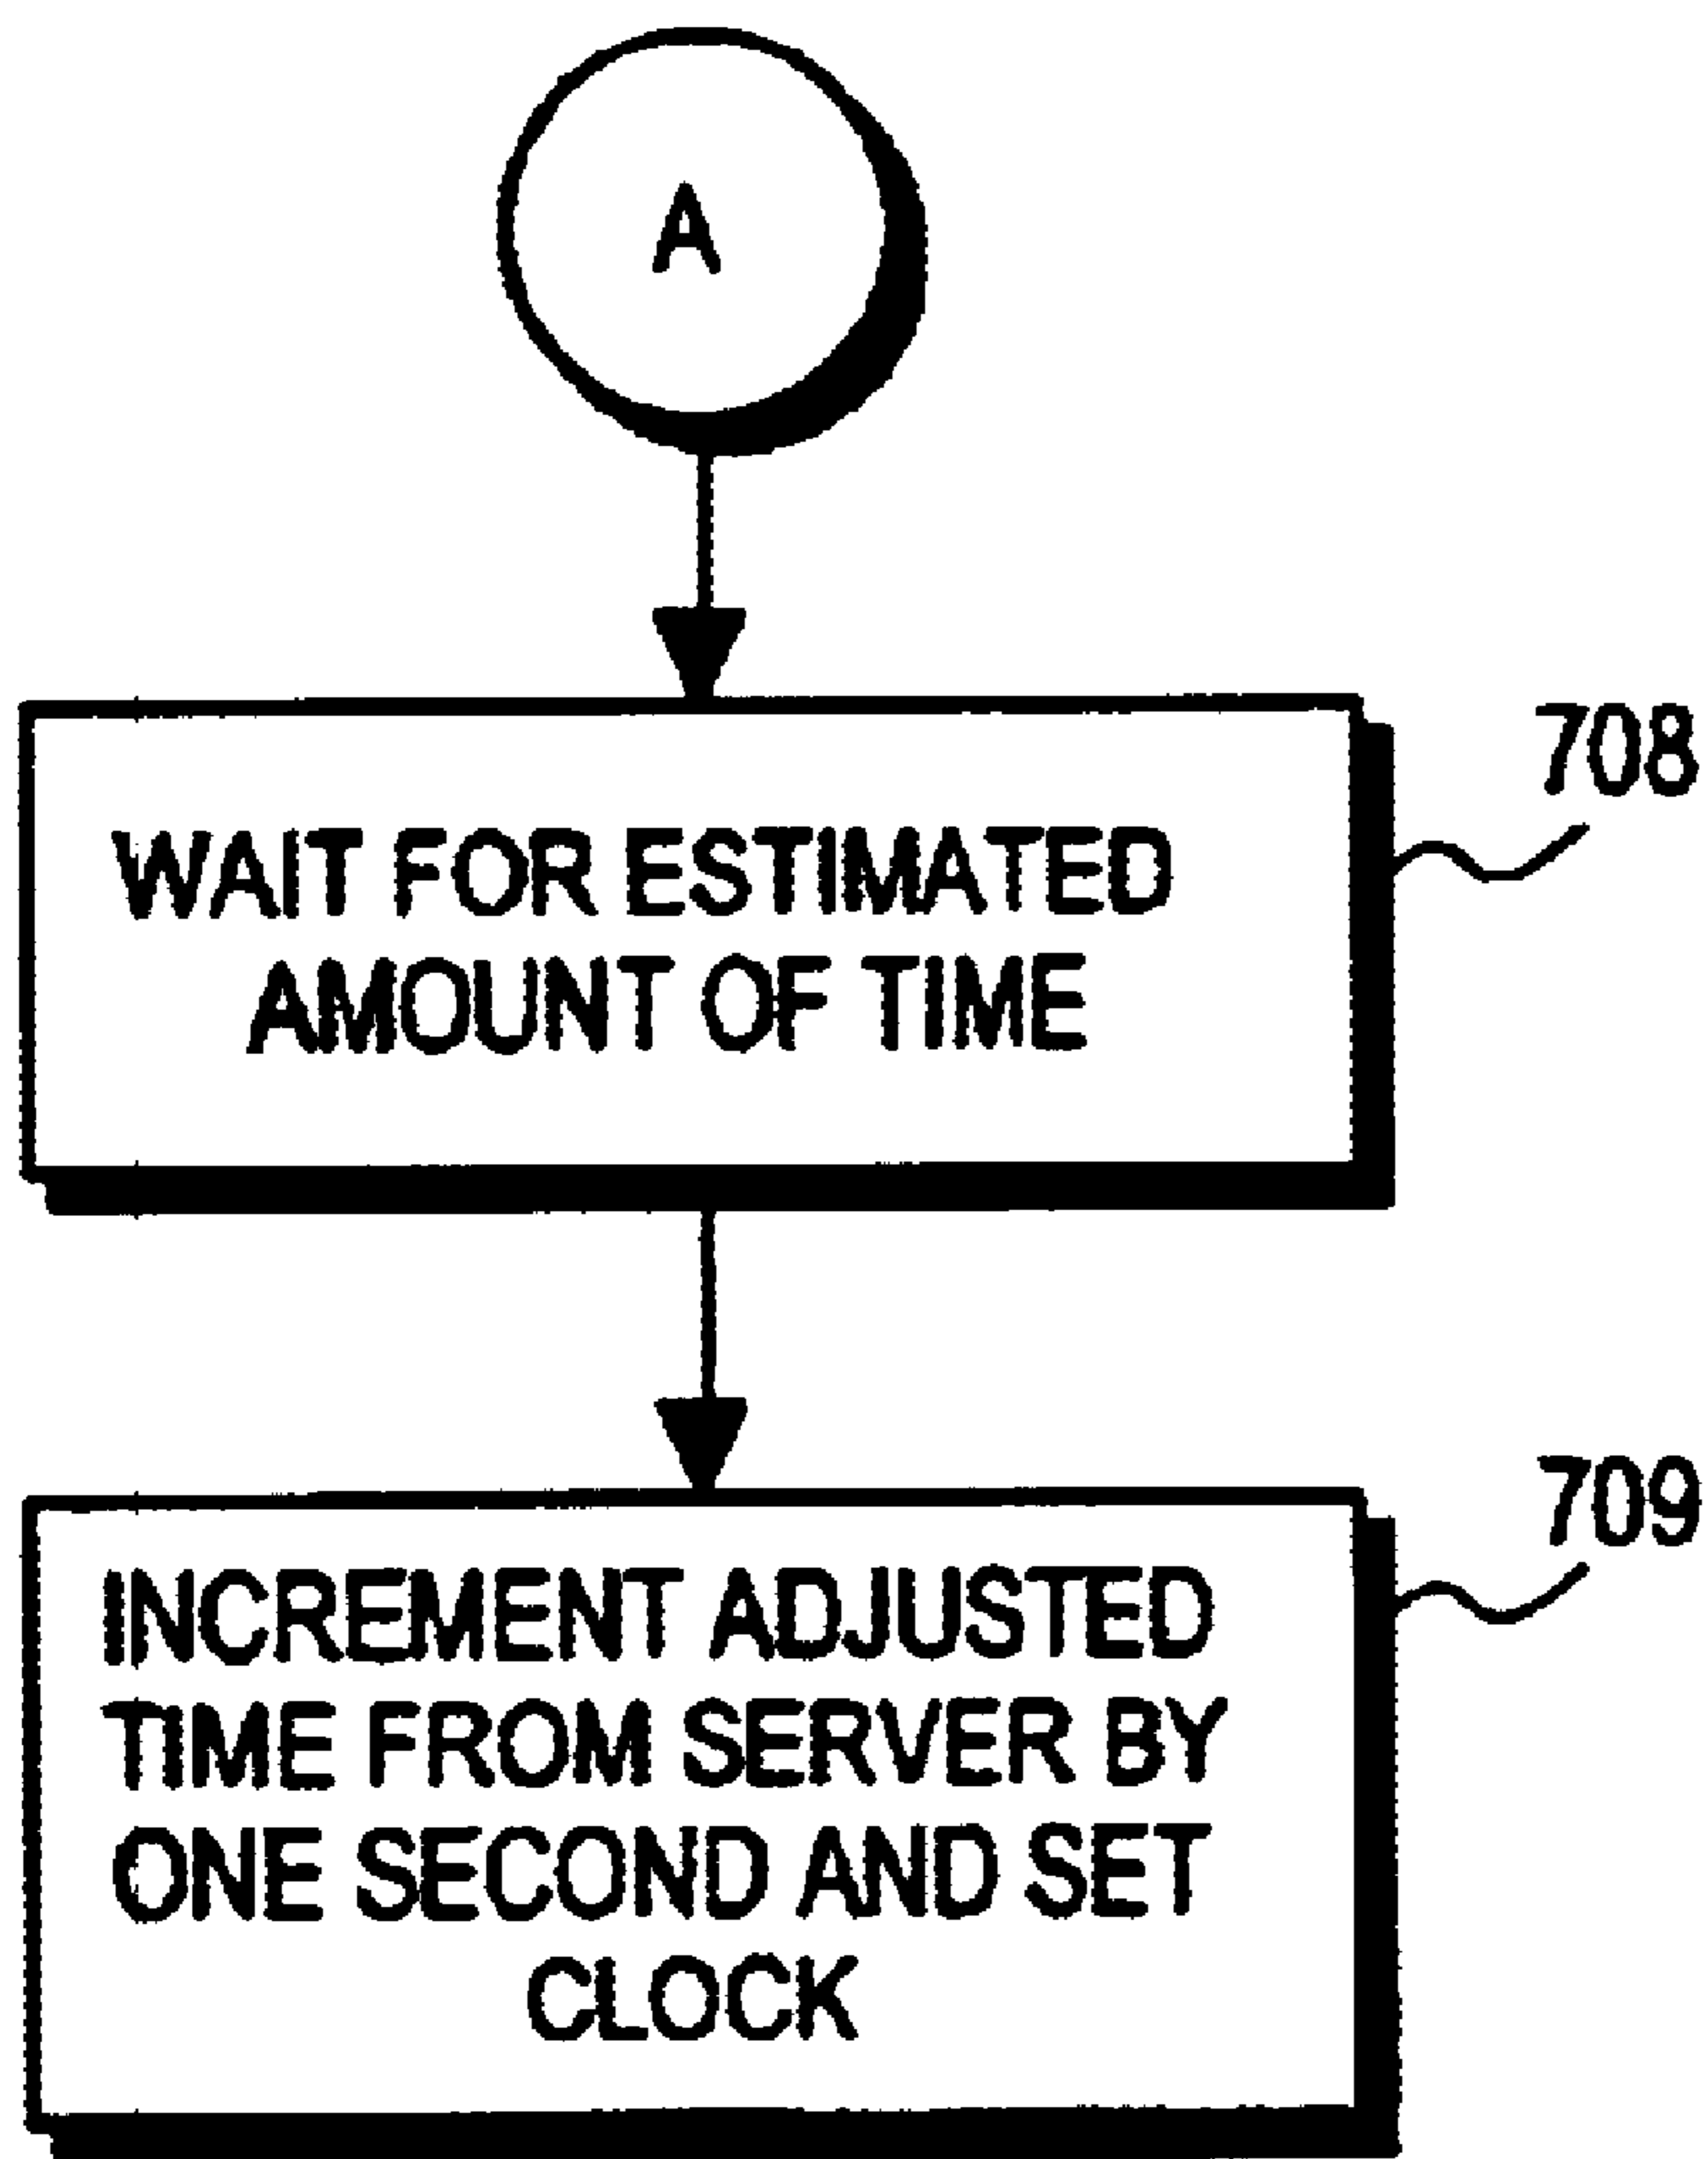 A
708
WAIT FOR ESTIMATED
AMOUNT OF TIME
709
INCREMENT ADJUSTED
TIME FROM SERVER BY
ONE SECOND AND SET
CLOCK